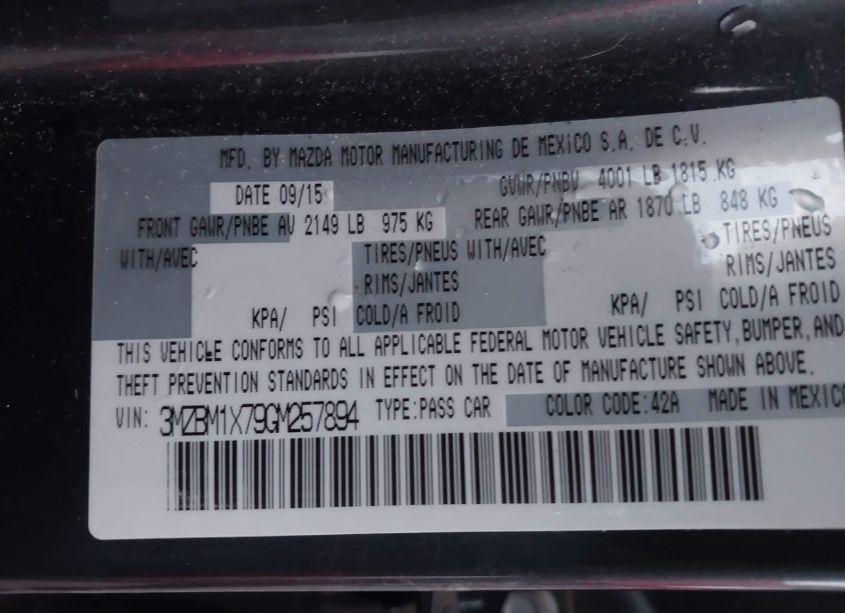 MFD. BY MAZDA MOTOR MANUFACTURING DE MEXICO S.A. DE C.V.
DATE 09/15 GVWR/PNBV 4001 LB 1815 KG
FRONT GAWR/PNBE AV 2149 LB 975 KG REAR GAWR/PNBE AR 1870 LB 848 KG
WITH/AVEC TIRES/PNEUS WITH/AVEC TIRES/PNEUS
RIMS/JANTES RIMS/JANTES
KPA/ PSI COLD/A FROID KPA/ PSI COLD/A FROID
THIS VEHICLE CONFORMS TO ALL APPLICABLE FEDERAL MOTOR VEHICLE SAFETY, BUMPER, AND
THEFT PREVENTION STANDARDS IN EFFECT ON THE DATE OF MANUFACTURE SHOWN ABOVE.
VIN: 3MZBM1X79GM257894 TYPE:PASS CAR COLOR CODE:42A MADE IN MEXICO